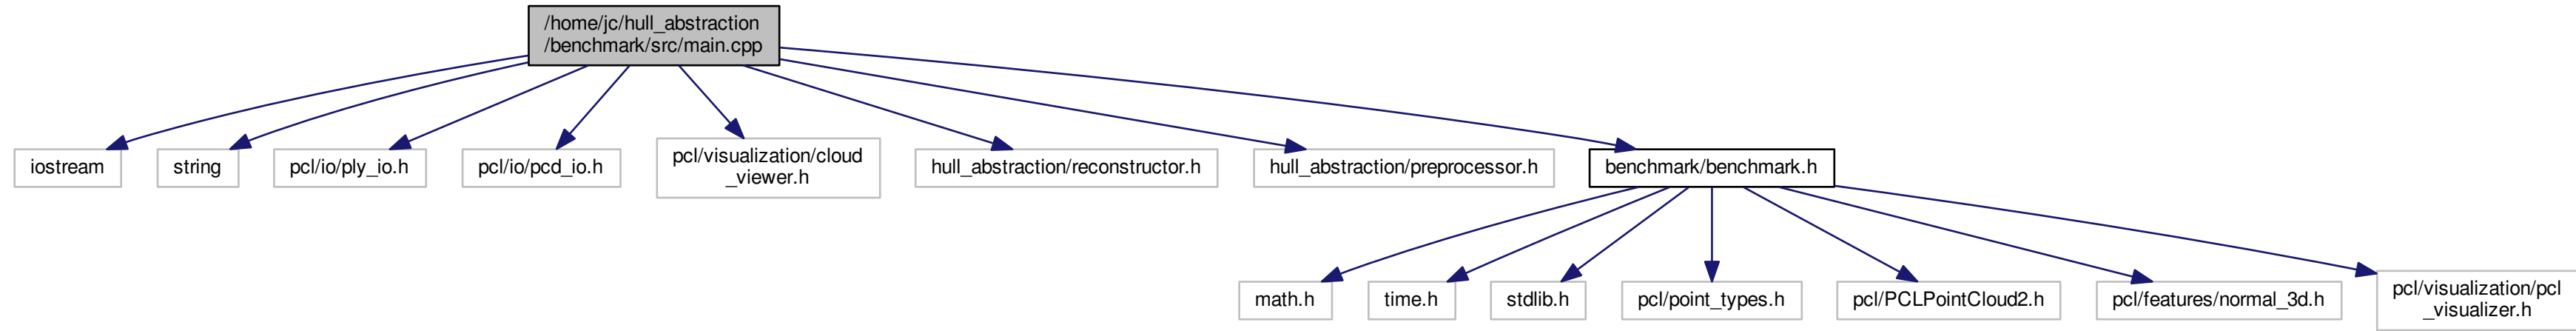 /home/jc/hull_abstraction
/benchmark/src/main.cpp
iostream
string
pcl/io/ply_io.h
pcl/io/pcd_io.h
pcl/visualization/cloud
_viewer.h
hull_abstraction/reconstructor.h
hull_abstraction/preprocessor.h
benchmark/benchmark.h
math.h
time.h
stdlib.h
pcl/point_types.h
pcl/PCLPointCloud2.h
pcl/features/normal_3d.h
pcl/visualization/pcl
_visualizer.h